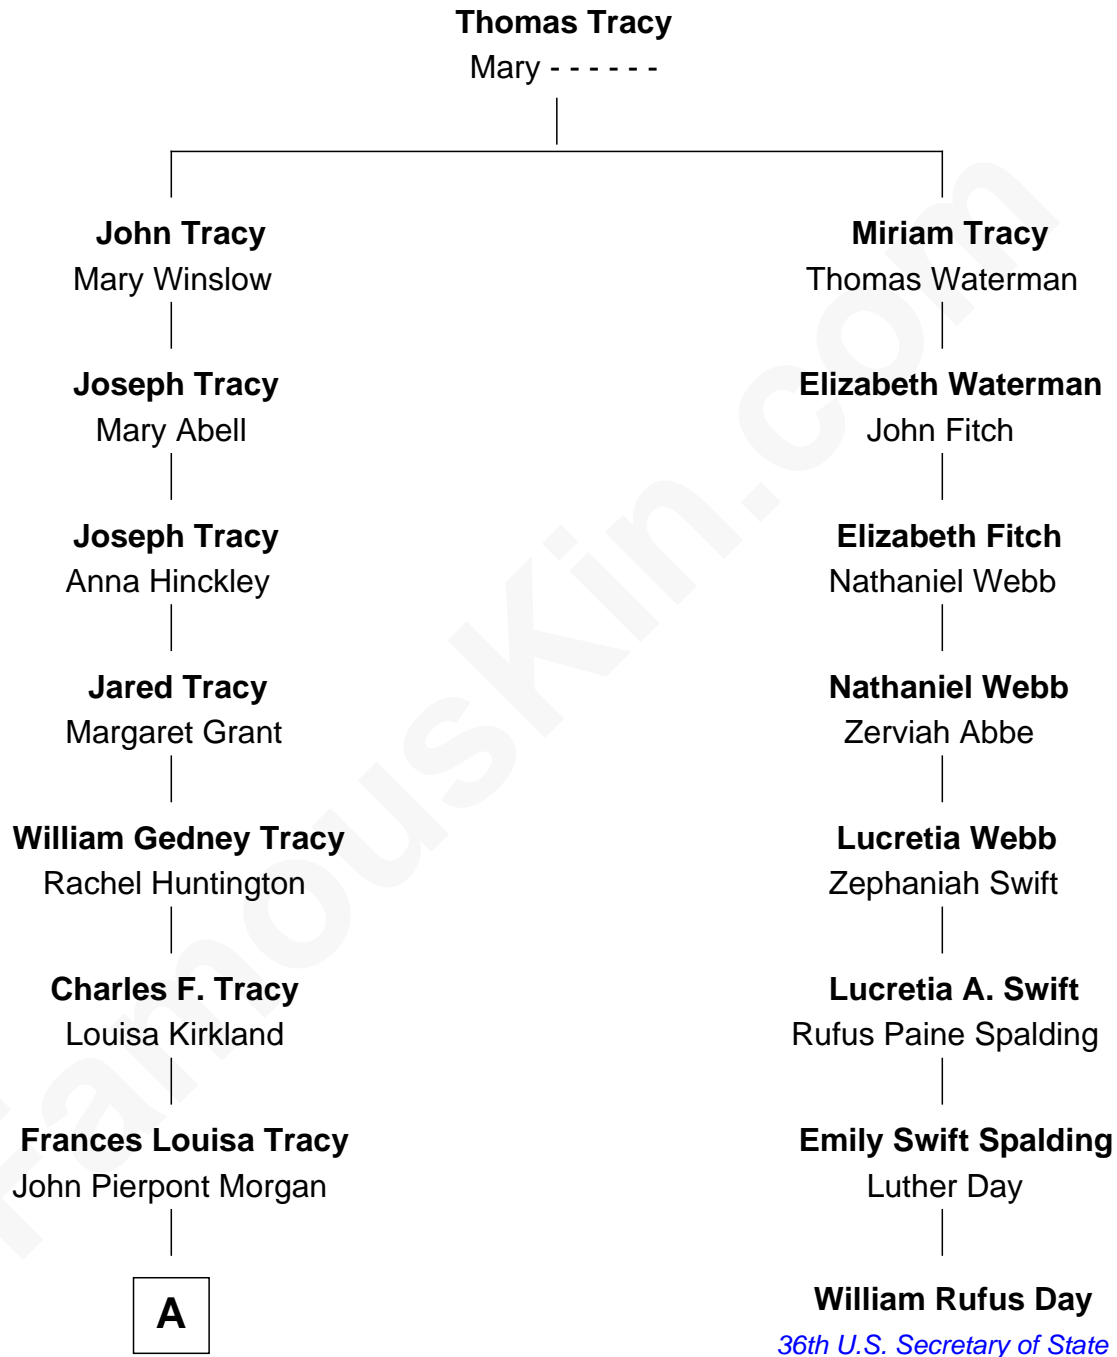 Thomas Tracy
Mary - - - - - -
John Tracy
Mary Winslow
Miriam Tracy
Thomas Waterman
Joseph Tracy
Mary Abell
Elizabeth Waterman
John Fitch
Joseph Tracy
Anna Hinckley
Elizabeth Fitch
Nathaniel Webb
Jared Tracy
Margaret Grant
Nathaniel Webb
Zerviah Abbe
William Gedney Tracy
Rachel Huntington
Lucretia Webb
Zephaniah Swift
Charles F. Tracy
Louisa Kirkland
Lucretia A. Swift
Rufus Paine Spalding
Frances Louisa Tracy
John Pierpont Morgan
Emily Swift Spalding
Luther Day
A
William Rufus Day
36th U.S. Secretary of State
FamousKin.com